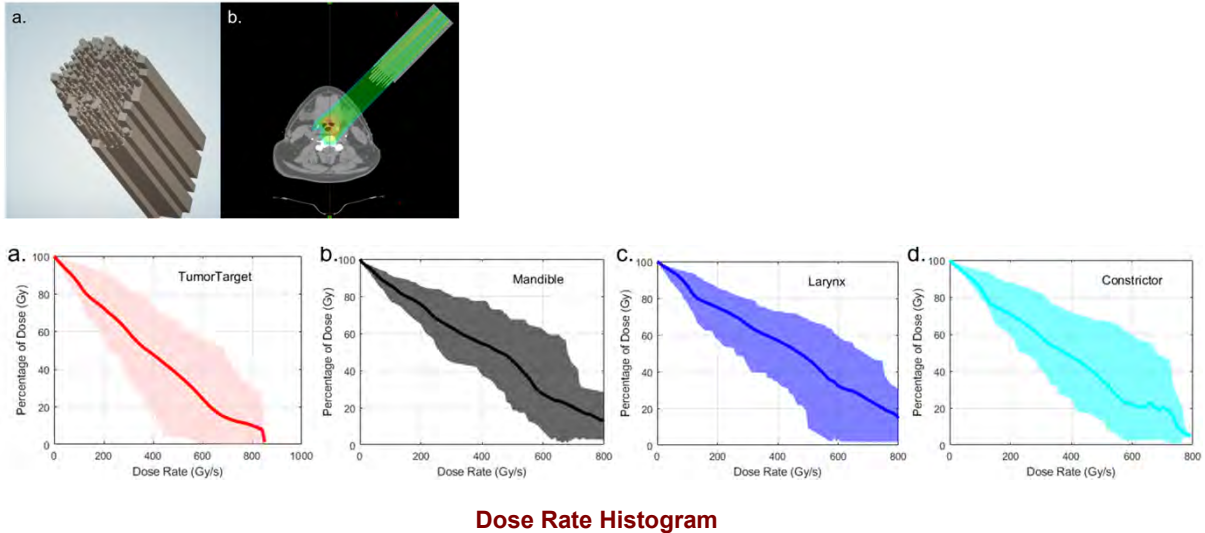 a.
b.
a.
TumorTarget
Percentage of Dose (Gy)
100
80
60
40
20
0
0 200 400 600 800 1000
Dose Rate (Gy/s)
b.
Mandible
Percentage of Dose (Gy)
100
80
60
40
20
0
0 200 400 600 800
Dose Rate (Gy/s)
c.
Larynx
Percentage of Dose (Gy)
100
80
60
40
20
0
0 200 400 600 800
Dose Rate (Gy/s)
d.
Constrictor
Percentage of Dose (Gy)
100
80
60
40
20
0
0 200 400 600 800
Dose Rate (Gy/s)
Dose Rate Histogram